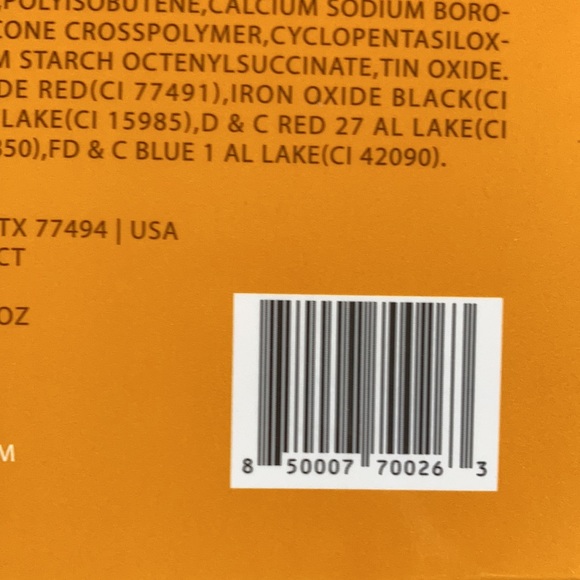 POLYISOBUTENE,CALCIUM SODIUM BORO-
CONE CROSSPOLYMER,CYCLOPENTASILOX-
M STARCH OCTENYLSUCCINATE,TIN OXIDE.
DE RED(CI 77491),IRON OXIDE BLACK(CI
LAKE(CI 15985),D & C RED 27 AL LAKE(CI
850),FD & C BLUE 1 AL LAKE(CI 42090).
TX 77494 | USA
CT
OZ
M
8 50007 70026 3